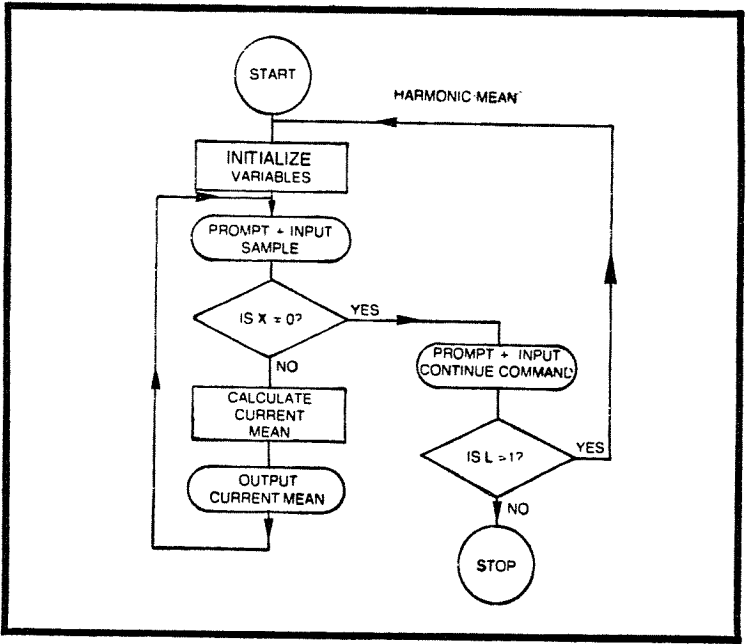 START
HARMONIC MEAN
INITIALIZE
VARIABLES
PROMPT + INPUT
SAMPLE
IS X = 0?
YES
NO
PROMPT + INPUT
CONTINUE COMMAND
CALCULATE
CURRENT
MEAN
IS L = 1?
YES
NO
OUTPUT
CURRENT MEAN
STOP